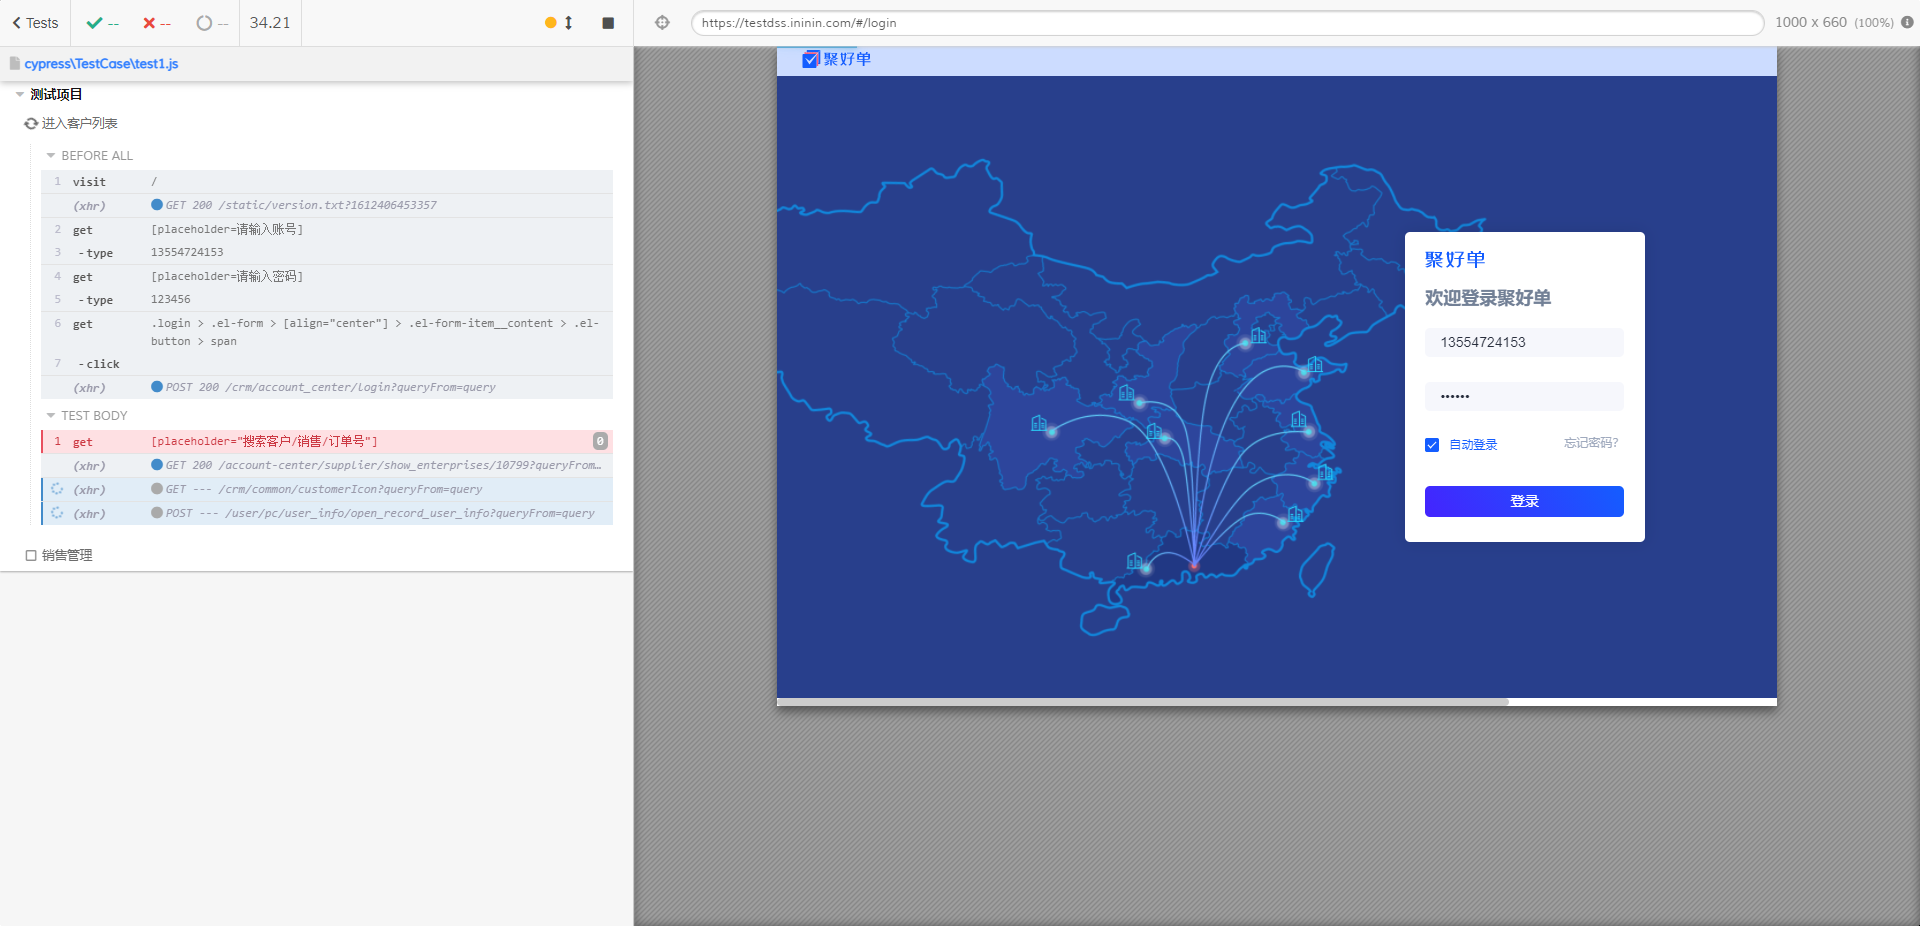 Tests
--
--
--
34.21
https://testdss.ininin.com/#/login
1000 x 660 (100%)
cypress\TestCase\test1.js
测试项目
进入客户列表
BEFORE ALL
1 visit /
(xhr) GET 200 /static/version.txt?1612406453357
2 get [placeholder=请输入账号]
3 -type 13554724153
4 get [placeholder=请输入密码]
5 -type 123456
6 get .login > .el-form > [align="center"] > .el-form-item__content > .el-
button > span
7 -click
(xhr) POST 200 /crm/account_center/login?queryFrom=query
TEST BODY
1 get [placeholder="搜索客户/销售/订单号"] 0
(xhr) GET 200 /account-center/supplier/show_enterprises/10799?queryFrom…
(xhr) GET --- /crm/common/customerIcon?queryFrom=query
(xhr) POST --- /user/pc/user_info/open_record_user_info?queryFrom=query
销售管理
聚好单
聚好单
欢迎登录聚好单
13554724153
••••••
自动登录 忘记密码?
登录